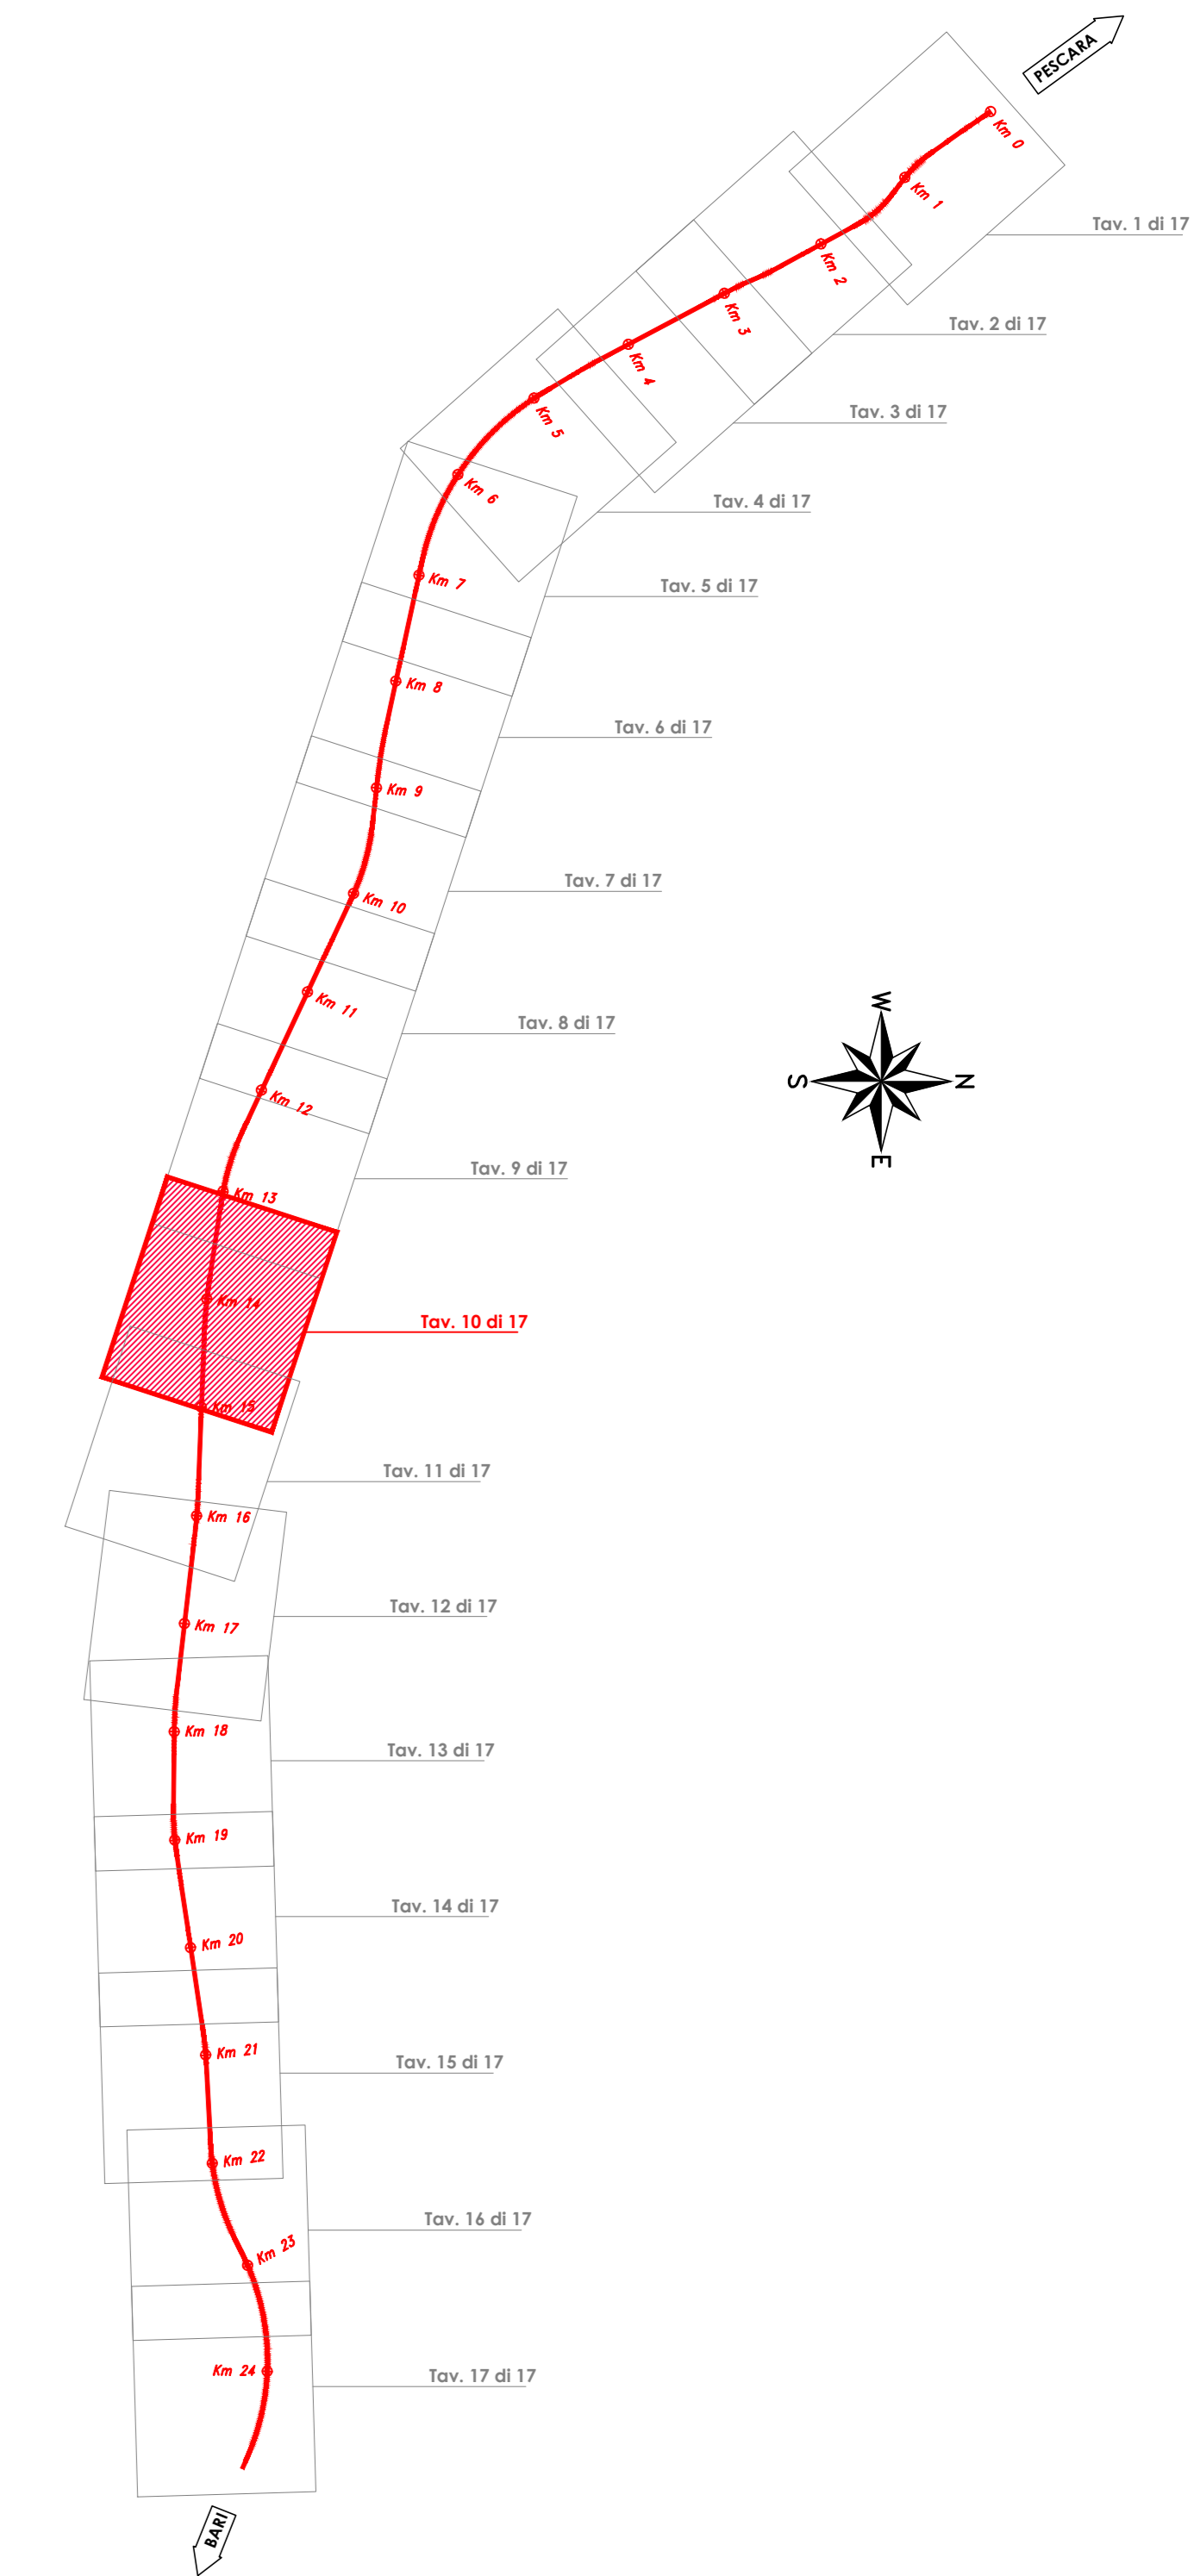 PESCARA
Km 0
Km 1
Tav. 1 di 17
Km 2
Km 3
Tav. 2 di 17
Km 4
Km 5
Tav. 3 di 17
Km 6
Tav. 4 di 17
Km 7
Tav. 5 di 17
Km 8
Tav. 6 di 17
Km 9
Tav. 7 di 17
Km 10
Km 11
W
Tav. 8 di 17
S
N
Km 12
E
Tav. 9 di 17
Km 13
Km 14
Tav. 10 di 17
Km 15
Tav. 11 di 17
Km 16
Tav. 12 di 17
Km 17
Km 18
Tav. 13 di 17
Km 19
Tav. 14 di 17
Km 20
Km 21
Tav. 15 di 17
Km 22
Tav. 16 di 17
Km 23
Km 24
Tav. 17 di 17
BARI